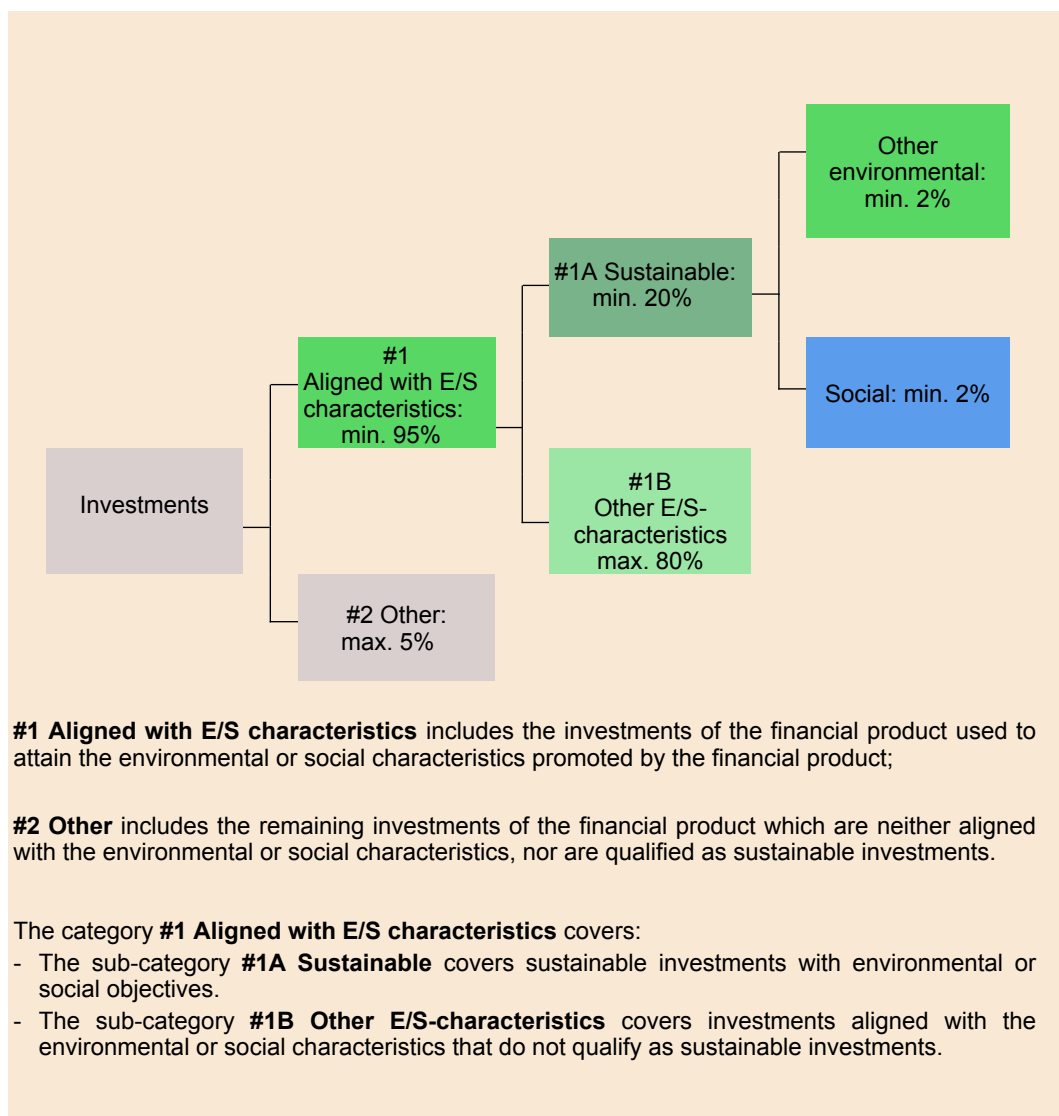 Other
environmental:
min. 2%
#1A Sustainable:
min. 20%
#1
Aligned with E/S
characteristics:
min. 95%
Social: min. 2%
Investments
#1B
Other E/S-
characteristics
max. 80%
#2 Other:
max. 5%
#1 Aligned with E/S characteristics includes the investments of the financial product used to
attain the environmental or social characteristics promoted by the financial product;
#2 Other includes the remaining investments of the financial product which are neither aligned
with the environmental or social characteristics, nor are qualified as sustainable investments.
The category #1 Aligned with E/S characteristics covers:
- The sub-category #1A Sustainable covers sustainable investments with environmental or
social objectives.
- The sub-category #1B Other E/S-characteristics covers investments aligned with the
environmental or social characteristics that do not qualify as sustainable investments.